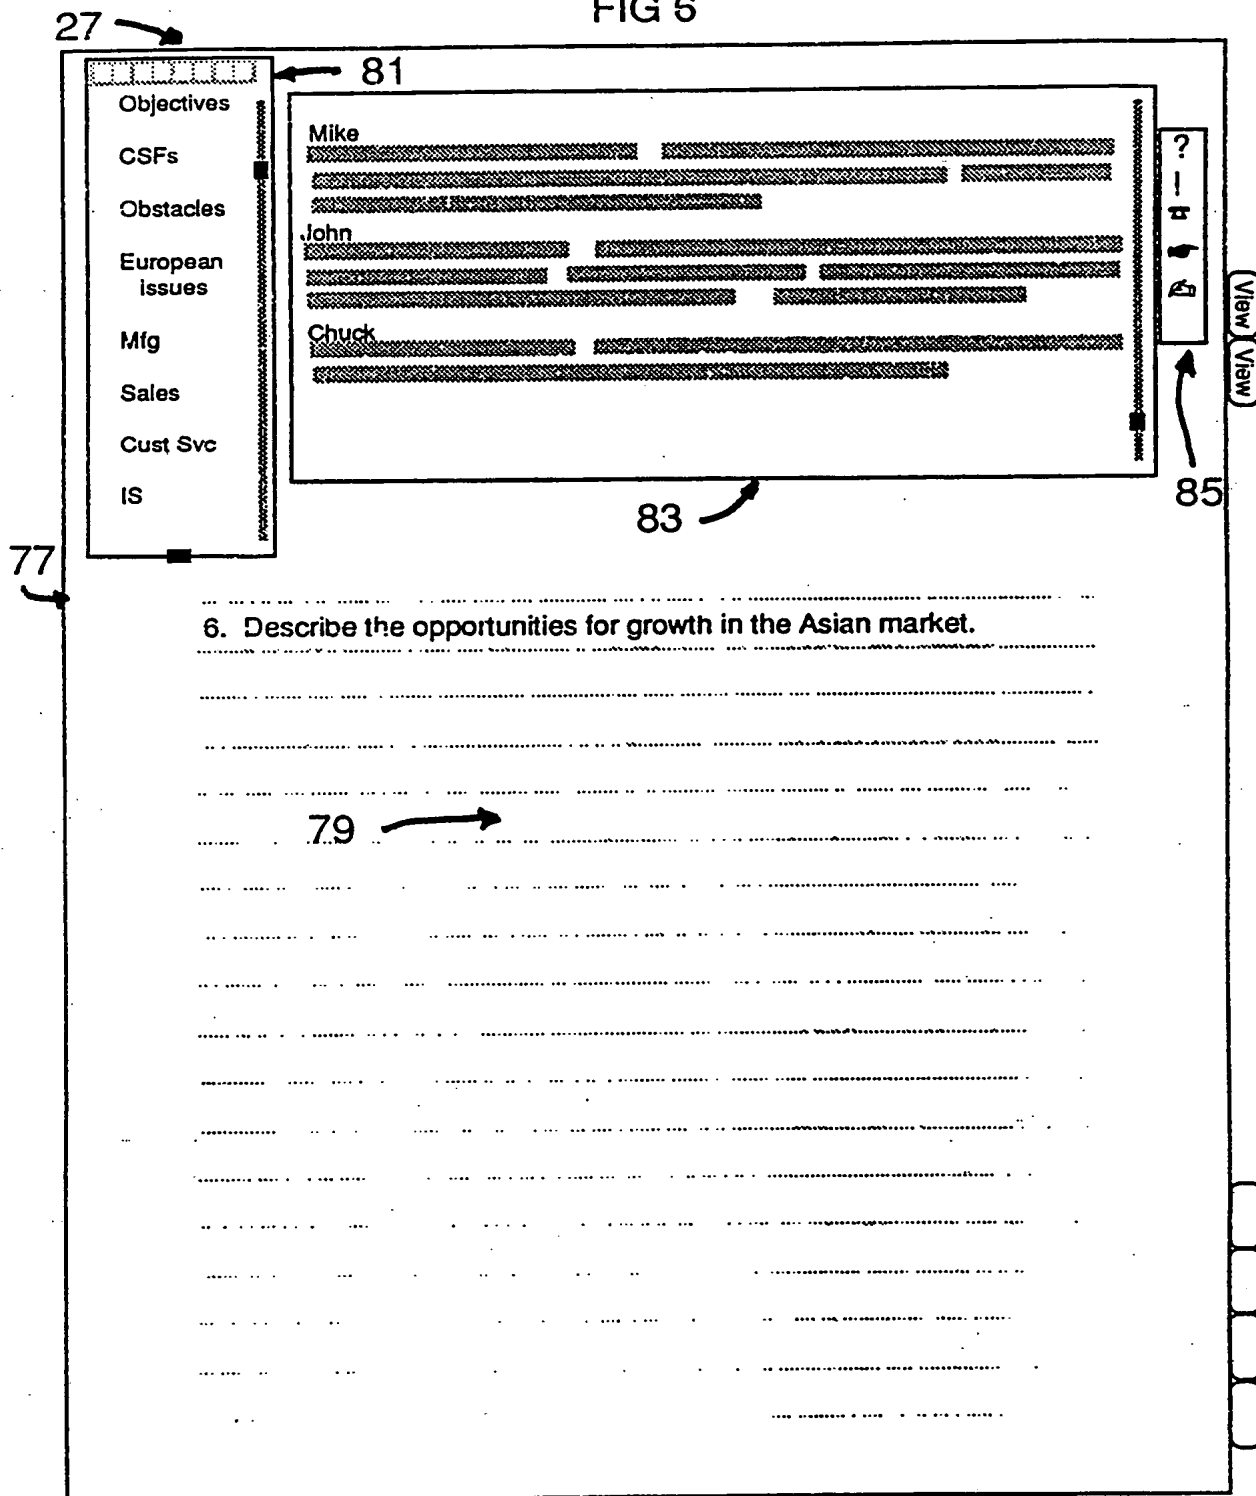 FIG 6
27
81
Objectives
CSFs
Obstacles
European
issues
Mfg
Sales
Cust Svc
IS
Mike
John
Chuck
?
!
View
View
85
83
77
6. Describe the opportunities for growth in the Asian market.
79